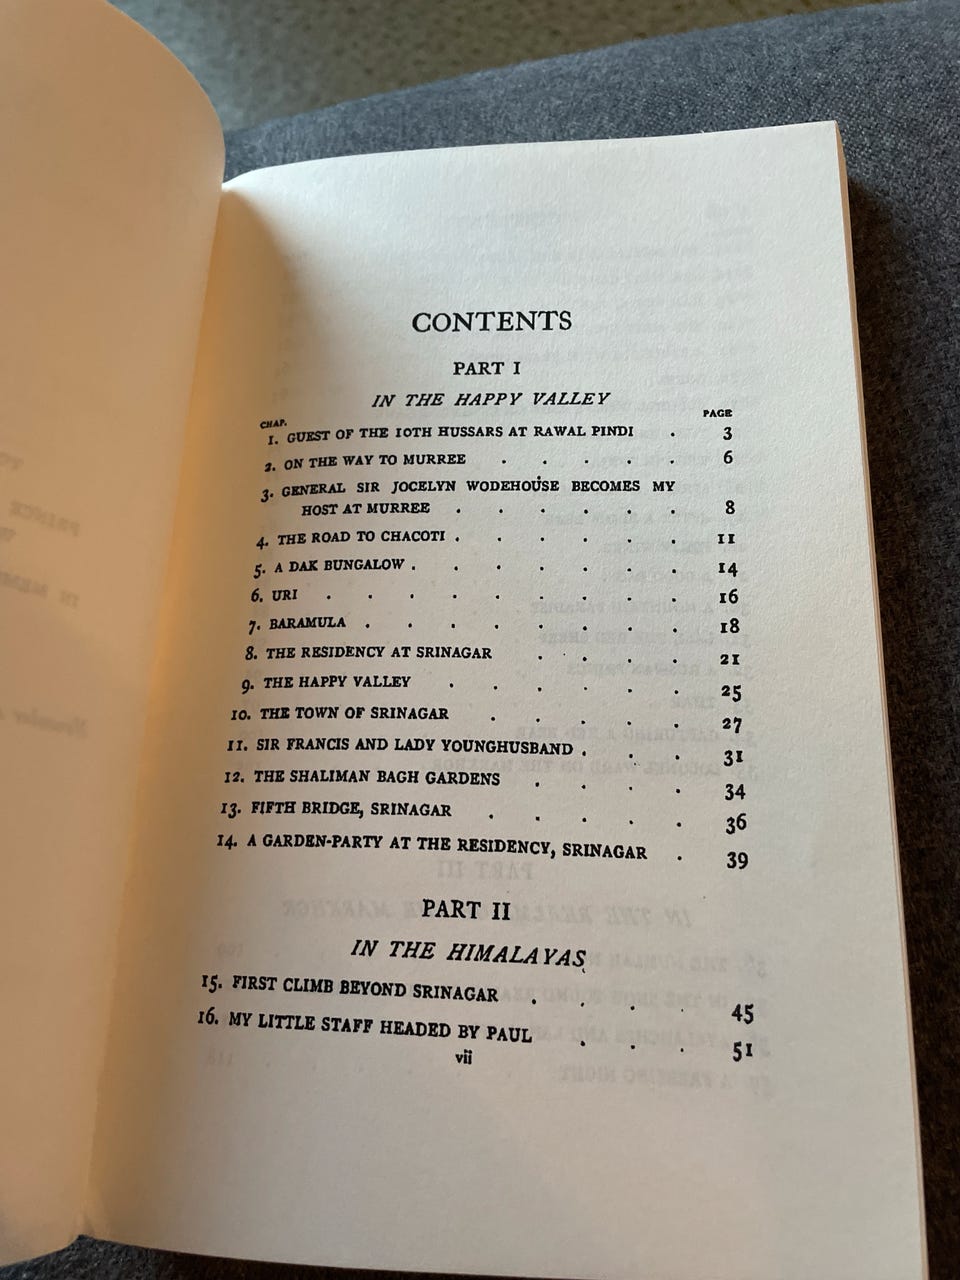 CONTENTS
PART I
IN THE HAPPY VALLEY
CHAP. PAGE
1. GUEST OF THE 10TH HUSSARS AT RAWAL PINDI . 3
2. ON THE WAY TO MURREE . . . . . 6
3. GENERAL SIR JOCELYN WODEHOUSE BECOMES MY
HOST AT MURREE . . . . . . 8
4. THE ROAD TO CHACOTI . . . . . . 11
5. A DAK BUNGALOW . . . . . . . 14
6. URI . . . . . . . . . 16
7. BARAMULA . . . . . . . . 18
8. THE RESIDENCY AT SRINAGAR . . . . 21
9. THE HAPPY VALLEY . . . . . . 25
10. THE TOWN OF SRINAGAR . . . . . 27
11. SIR FRANCIS AND LADY YOUNGHUSBAND . . . 31
12. THE SHALIMAN BAGH GARDENS . . . . 34
13. FIFTH BRIDGE, SRINAGAR . . . . . 36
14. A GARDEN-PARTY AT THE RESIDENCY, SRINAGAR . 39
PART II
IN THE HIMALAYAS
15. FIRST CLIMB BEYOND SRINAGAR . . . . 45
16. MY LITTLE STAFF HEADED BY PAUL . . . 51
vii